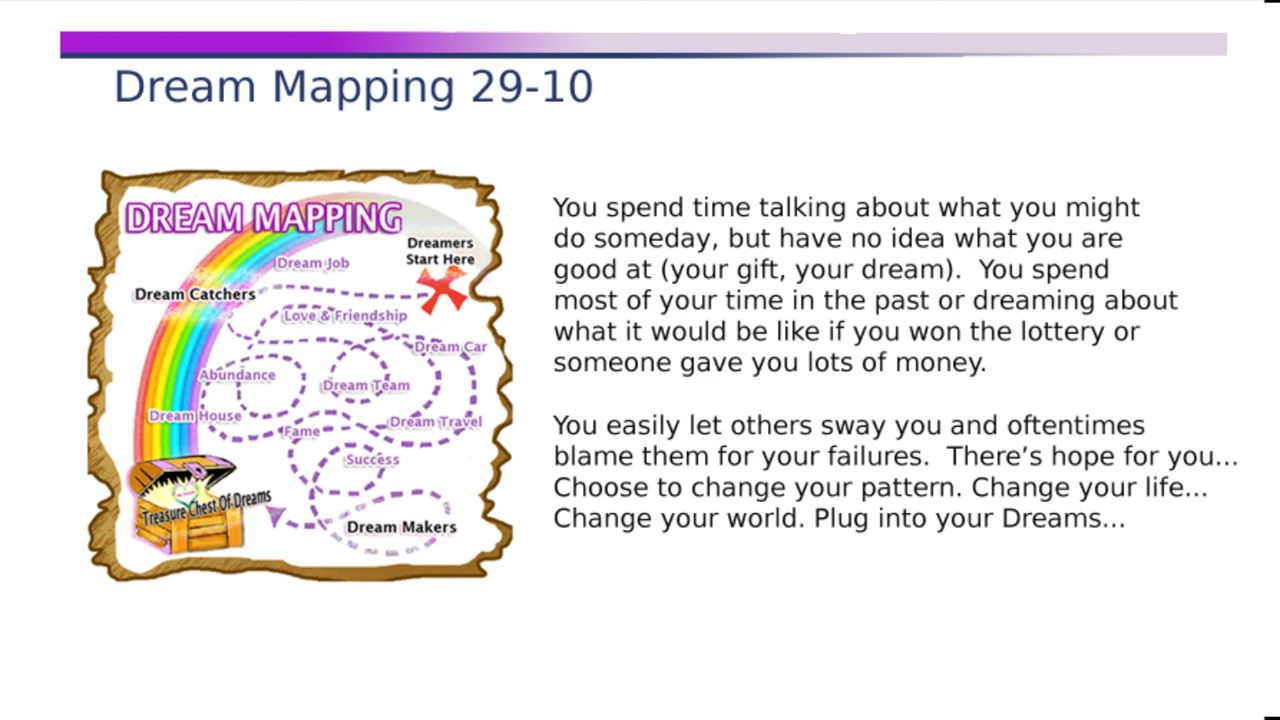 Dream Mapping 29-10
DREAM MAPPING
Dreamers
Start Here
Dream Job
Dream Catchers
Love & Friendship
Dream Car
Abundance
Dream Team
Dream House
Dream Travel
Fame
Success
Treasure Chest Of Dreams
Dream Makers
You spend time talking about what you might
do someday, but have no idea what you are
good at (your gift, your dream).  You spend
most of your time in the past or dreaming about
what it would be like if you won the lottery or
someone gave you lots of money.
You easily let others sway you and oftentimes
blame them for your failures.  There’s hope for you…
Choose to change your pattern. Change your life…
Change your world. Plug into your Dreams…